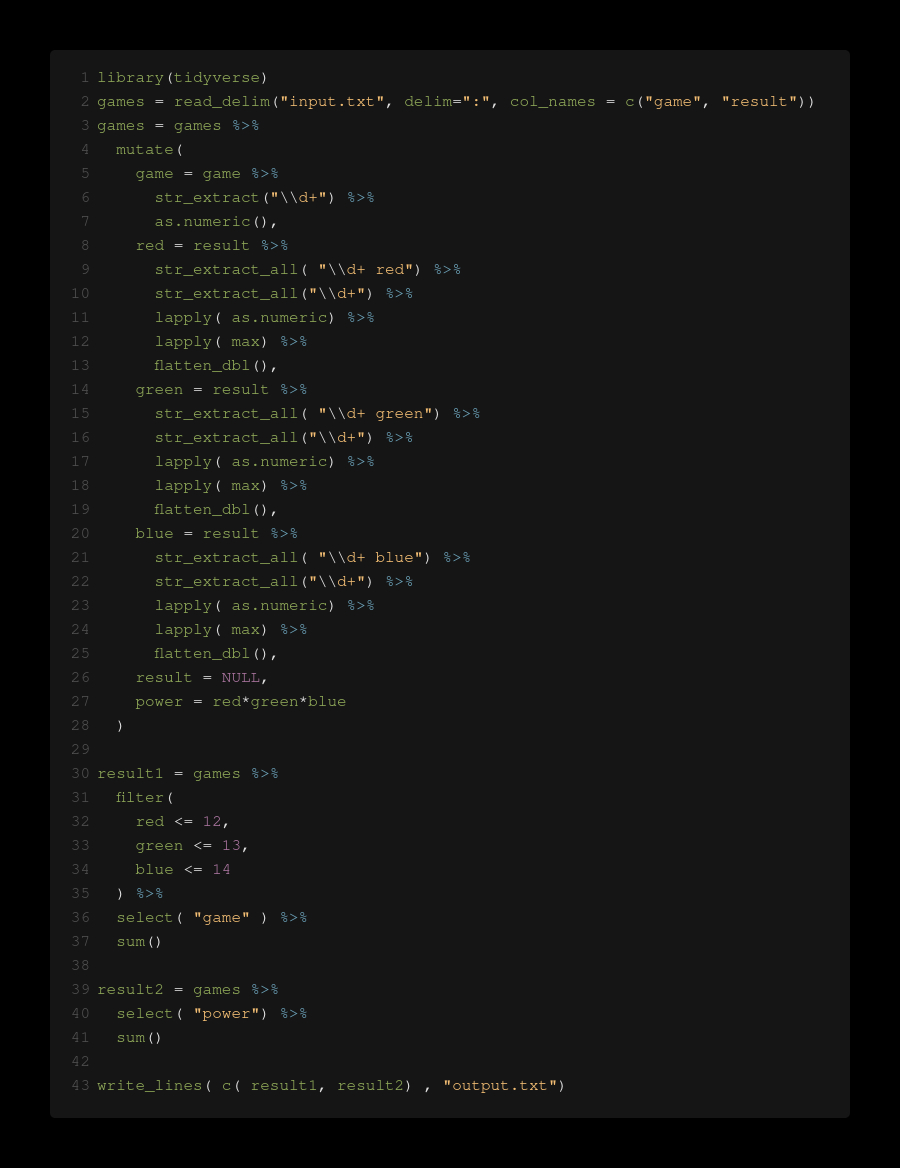 1 library(tidyverse)
2 games = read_delim("input.txt", delim=":", col_names = c("game", "result"))
3 games = games %>%
4   mutate(
5     game = game %>%
6       str_extract("\\d+") %>%
7       as.numeric(),
8     red = result %>%
9       str_extract_all( "\\d+ red") %>%
10       str_extract_all("\\d+") %>%
11       lapply( as.numeric) %>%
12       lapply( max) %>%
13       flatten_dbl(),
14     green = result %>%
15       str_extract_all( "\\d+ green") %>%
16       str_extract_all("\\d+") %>%
17       lapply( as.numeric) %>%
18       lapply( max) %>%
19       flatten_dbl(),
20     blue = result %>%
21       str_extract_all( "\\d+ blue") %>%
22       str_extract_all("\\d+") %>%
23       lapply( as.numeric) %>%
24       lapply( max) %>%
25       flatten_dbl(),
26     result = NULL,
27     power = red*green*blue
28   )
29
30 result1 = games %>%
31   filter(
32     red <= 12,
33     green <= 13,
34     blue <= 14
35   ) %>%
36   select( "game" ) %>%
37   sum()
38
39 result2 = games %>%
40   select( "power") %>%
41   sum()
42
43 write_lines( c( result1, result2) , "output.txt")